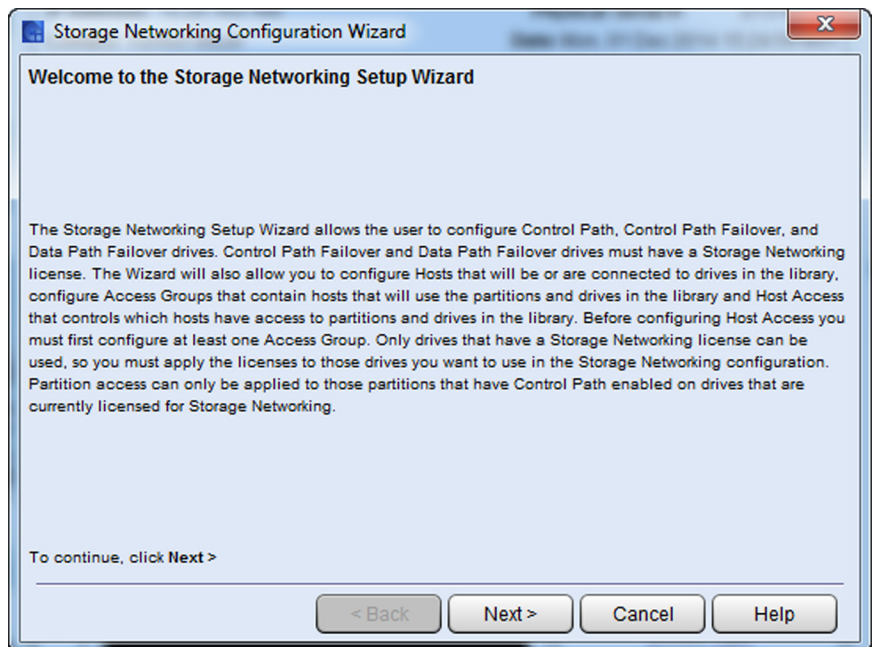 Storage Networking Configuration Wizard
Welcome to the Storage Networking Setup Wizard
The Storage Networking Setup Wizard allows the user to configure Control Path, Control Path Failover, and
Data Path Failover drives. Control Path Failover and Data Path Failover drives must have a Storage Networking
license. The Wizard will also allow you to configure Hosts that will be or are connected to drives in the library,
configure Access Groups that contain hosts that will use the partitions and drives in the library and Host Access
that controls which hosts have access to partitions and drives in the library. Before configuring Host Access you
must first configure at least one Access Group. Only drives that have a Storage Networking license can be
used, so you must apply the licenses to those drives you want to use in the Storage Networking configuration.
Partition access can only be applied to those partitions that have Control Path enabled on drives that are
currently licensed for Storage Networking.
To continue, click Next >
< Back Next > Cancel Help